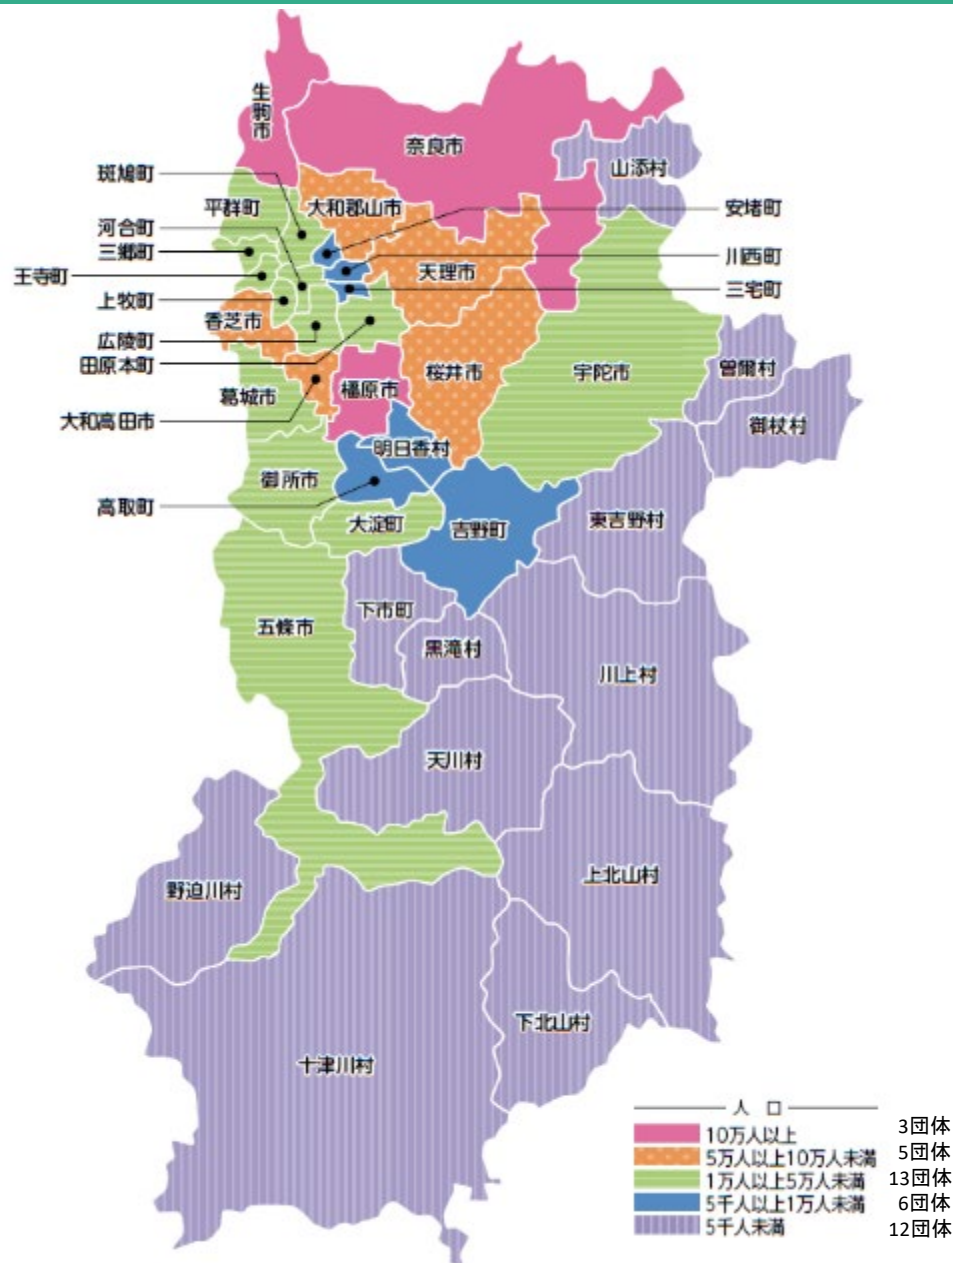 生駒市
奈良市
山添村
斑鳩町
平群町
大和郡山市
安堵町
河合町
三郷町
川西町
王寺町
天理市
三宅町
上牧町
香芝市
広陵町
田原本町
桜井市
宇陀市
曽爾村
葛城市
橿原市
大和高田市
御杖村
明日香村
御所市
高取町
大淀町
吉野町
東吉野村
下市町
五條市
黒滝村
川上村
天川村
上北山村
野迫川村
下北山村
十津川村
人 口
10万人以上 3団体
5万人以上10万人未満 5団体
1万人以上5万人未満 13団体
5千人以上1万人未満 6団体
5千人未満 12団体